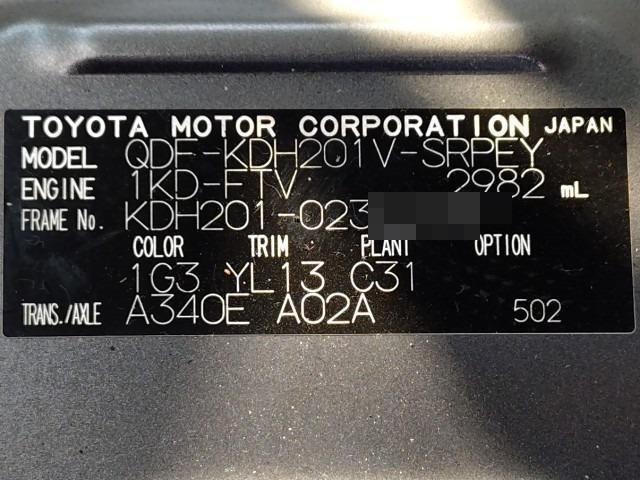 TOYOTA MOTOR CORPORATION JAPAN
MODEL QDF-KDH201V-SRPEY
ENGINE 1KD-FTV 2982 mL
FRAME No. KDH201-023
COLOR TRIM PLANT OPTION
1G3 YL13 C31
TRANS./AXLE A340E A02A 502